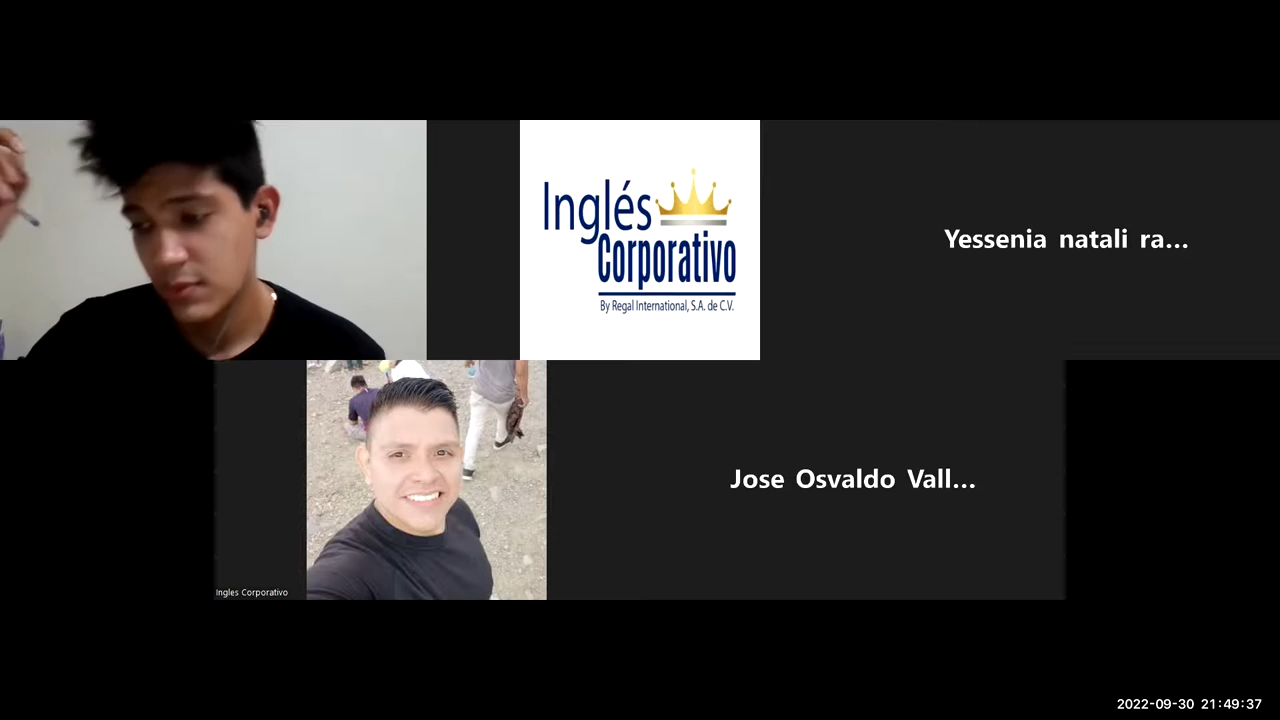 Inglés
Corporativo
By Regal International, S.A. de C.V.
Yessenia natali ra...
Jose Osvaldo Vall...
Ingles Corporativo
2022-09-30 21:49:37